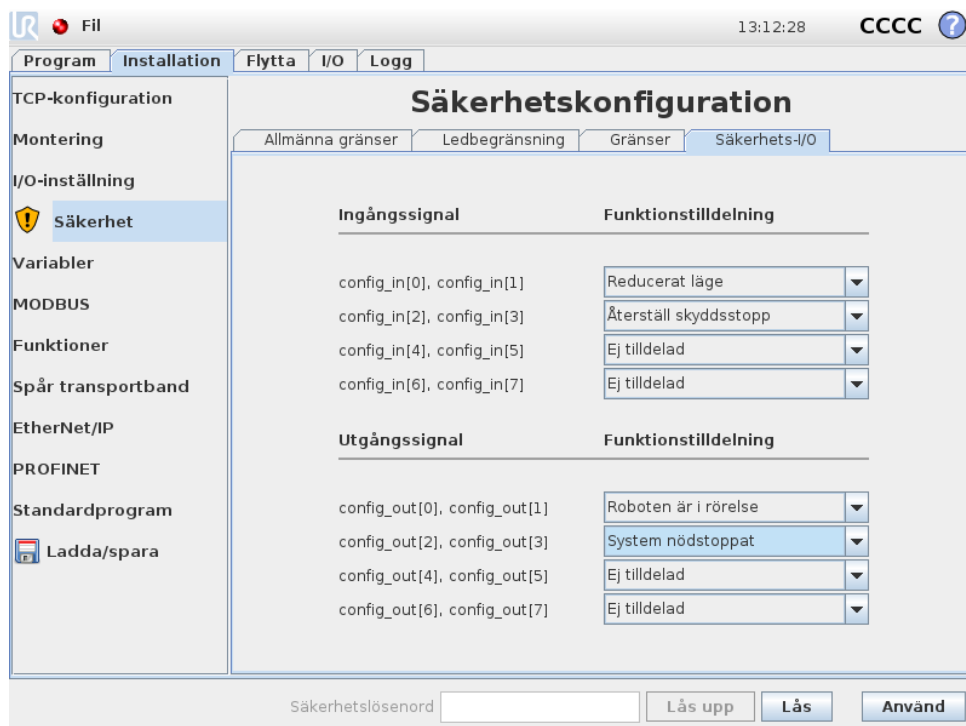 UR Fil 13:12:28 CCCC ?
Program Installation Flytta I/O Logg
TCP-konfiguration
Montering
I/O-inställning
Säkerhet
Variabler
MODBUS
Funktioner
Spår transportband
EtherNet/IP
PROFINET
Standardprogram
Ladda/spara
Säkerhetskonfiguration
Allmänna gränser Ledbegränsning Gränser Säkerhets-I/O
Ingångssignal Funktionstilldelning
config_in[0], config_in[1] Reducerat läge
config_in[2], config_in[3] Återställ skyddsstopp
config_in[4], config_in[5] Ej tilldelad
config_in[6], config_in[7] Ej tilldelad
Utgångssignal Funktionstilldelning
config_out[0], config_out[1] Roboten är i rörelse
config_out[2], config_out[3] System nödstoppat
config_out[4], config_out[5] Ej tilldelad
config_out[6], config_out[7] Ej tilldelad
Säkerhetslösenord Lås upp Lås Använd